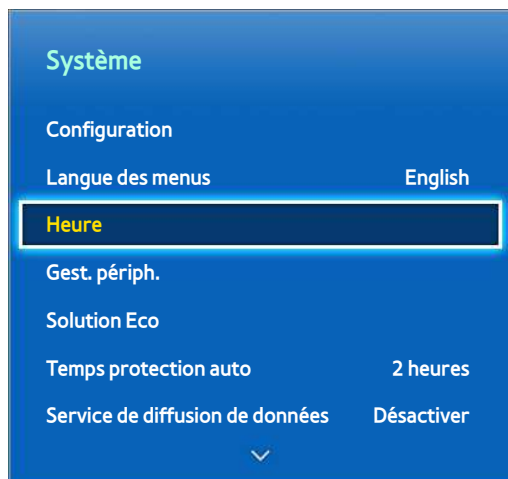 Système
Configuration
Langue des menus English
Heure
Gest. périph.
Solution Eco
Temps protection auto 2 heures
Service de diffusion de données Désactiver